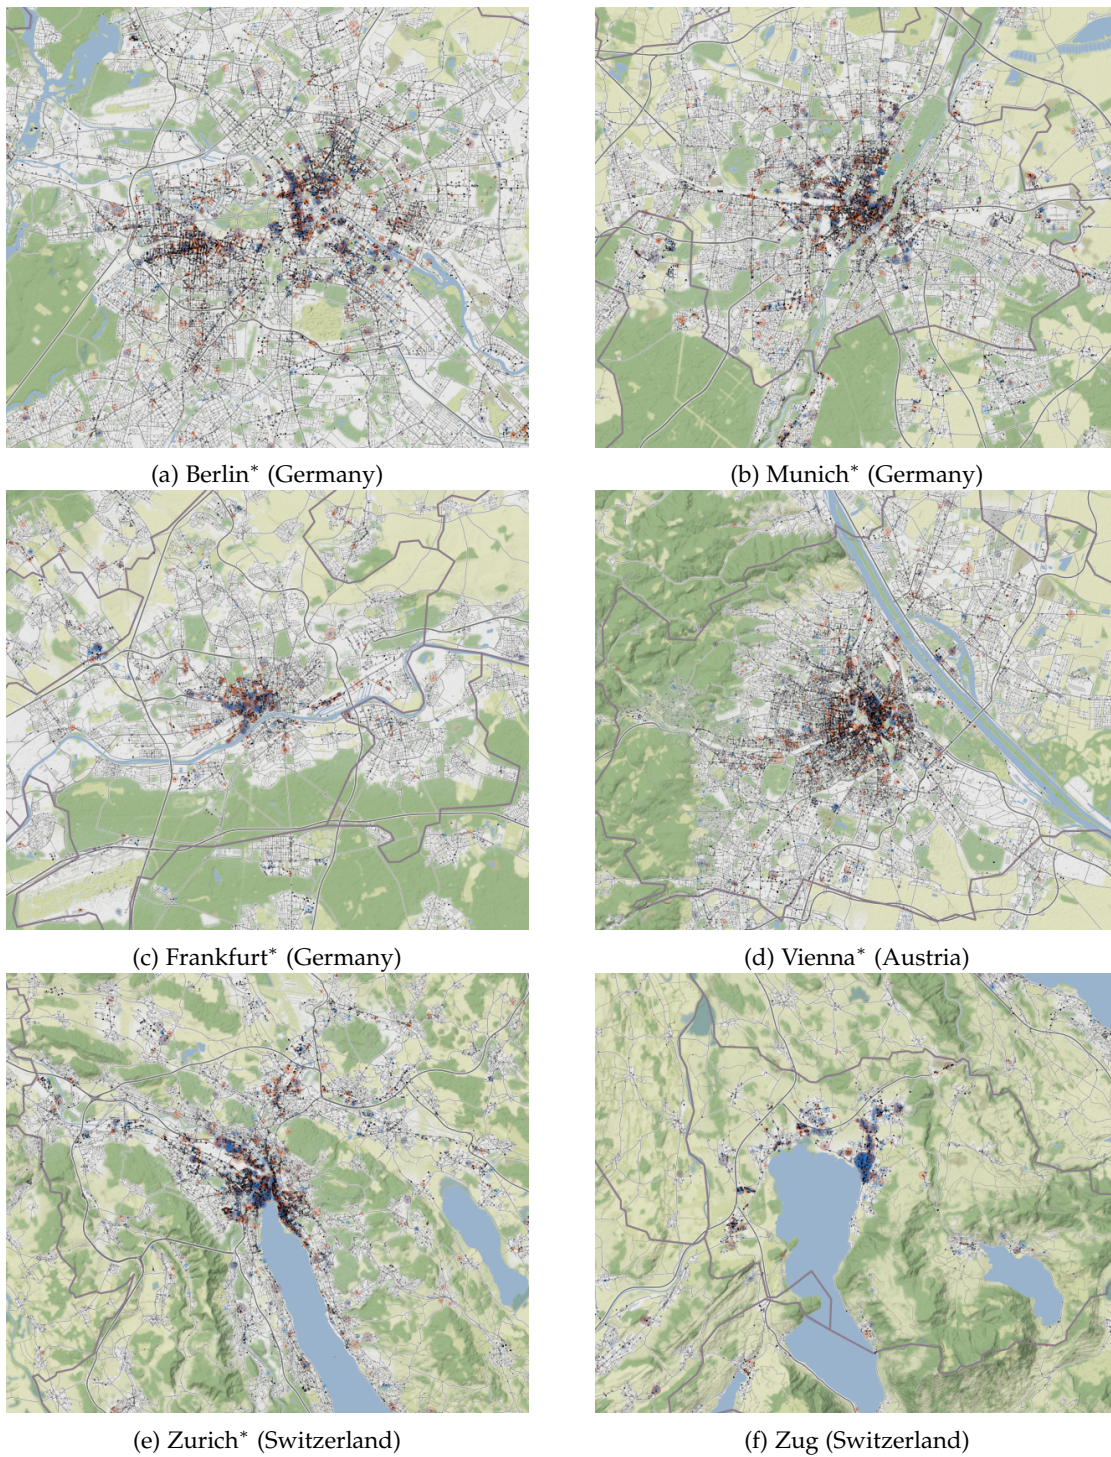 (a) Berlin* (Germany)
(b) Munich* (Germany)
(c) Frankfurt* (Germany)
(d) Vienna* (Austria)
(e) Zurich* (Switzerland)
(f) Zug (Switzerland)